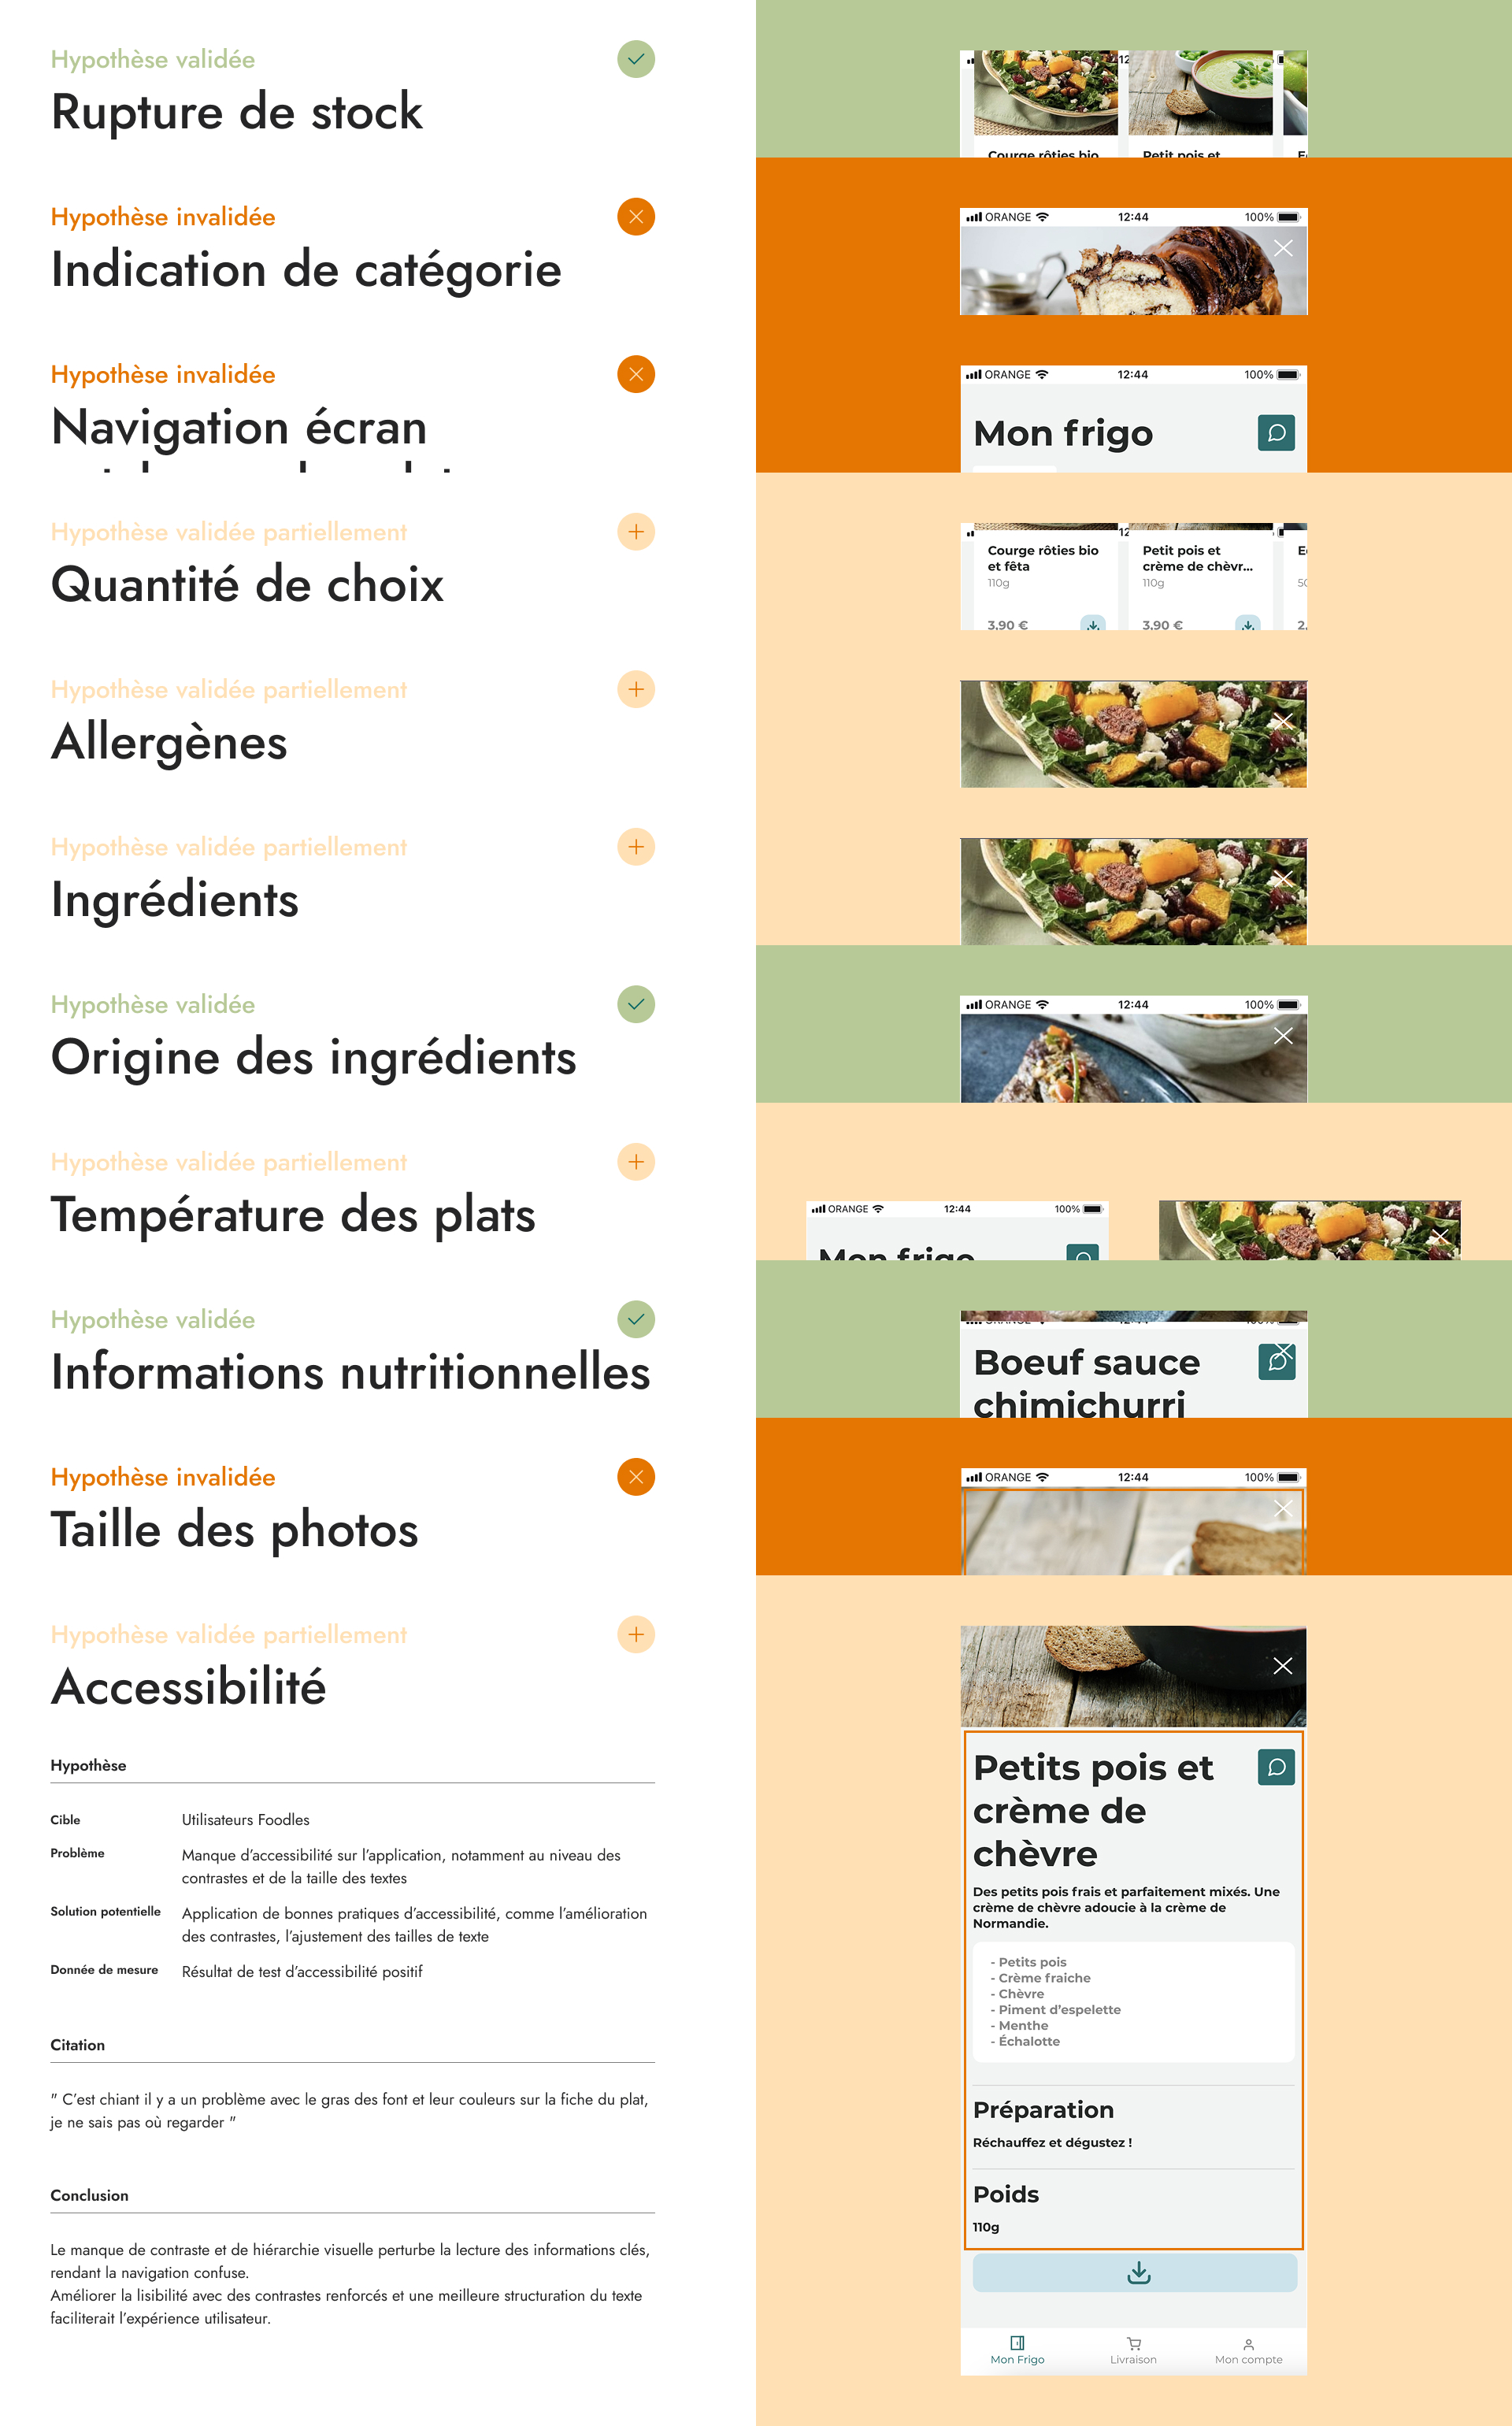 Hypothèse validée
Rupture de stock
12
Courge rôties bio
Petit pois et
Hypothèse invalidée
Indication de catégorie
ORANGE 12:44 100%
Hypothèse invalidée
Navigation écran
ORANGE 12:44 100%
Mon frigo
Hypothèse validée partiellement
Quantité de choix
12
Courge rôties bio
et fêta
110g
3.90 €
Petit pois et
crème de chèvr...
110g
3.90 €
Hypothèse validée partiellement
Allergènes
Hypothèse validée partiellement
Ingrédients
Hypothèse validée
Origine des ingrédients
ORANGE 12:44 100%
Hypothèse validée partiellement
Température des plats
ORANGE 12:44 100%
Mon frigo
Hypothèse validée
Informations nutritionnelles
Boeuf sauce
chimichurri
Hypothèse invalidée
Taille des photos
ORANGE 12:44 100%
Hypothèse validée partiellement
Accessibilité
Hypothèse
Cible Utilisateurs Foodles
Problème Manque d’accessibilité sur l’application, notamment au niveau des
contrastes et de la taille des textes
Solution potentielle Application de bonnes pratiques d’accessibilité, comme l’amélioration
des contrastes, l’ajustement des tailles de texte
Donnée de mesure Résultat de test d’accessibilité positif
Citation
" C’est chiant il y a un problème avec le gras des font et leur couleurs sur la fiche du plat,
je ne sais pas où regarder "
Conclusion
Le manque de contraste et de hiérarchie visuelle perturbe la lecture des informations clés,
rendant la navigation confuse.
Améliorer la lisibilité avec des contrastes renforcés et une meilleure structuration du texte
faciliterait l’expérience utilisateur.
Petits pois et
crème de
chèvre
Des petits pois frais et parfaitement mixés. Une
crème de chèvre adoucie à la crème de
Normandie.
- Petits pois
- Crème fraiche
- Chèvre
- Piment d’espelette
- Menthe
- Échalotte
Préparation
Réchauffez et dégustez !
Poids
110g
Mon Frigo Livraison Mon compte